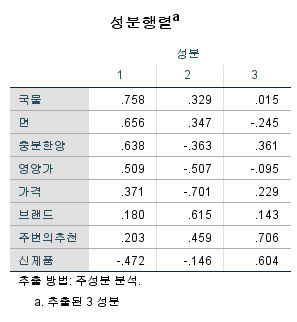 성분행렬a
성분
1 2 3
국물 .758 .329 .015
면 .656 .347 -.245
충분한양 .638 -.363 .361
영양가 .509 -.507 -.095
가격 .371 -.701 .229
브랜드 .180 .615 .143
주변의추천 .203 .459 .706
신제품 -.472 -.146 .604
추출 방법: 주성분 분석.
a. 추출된 3 성분